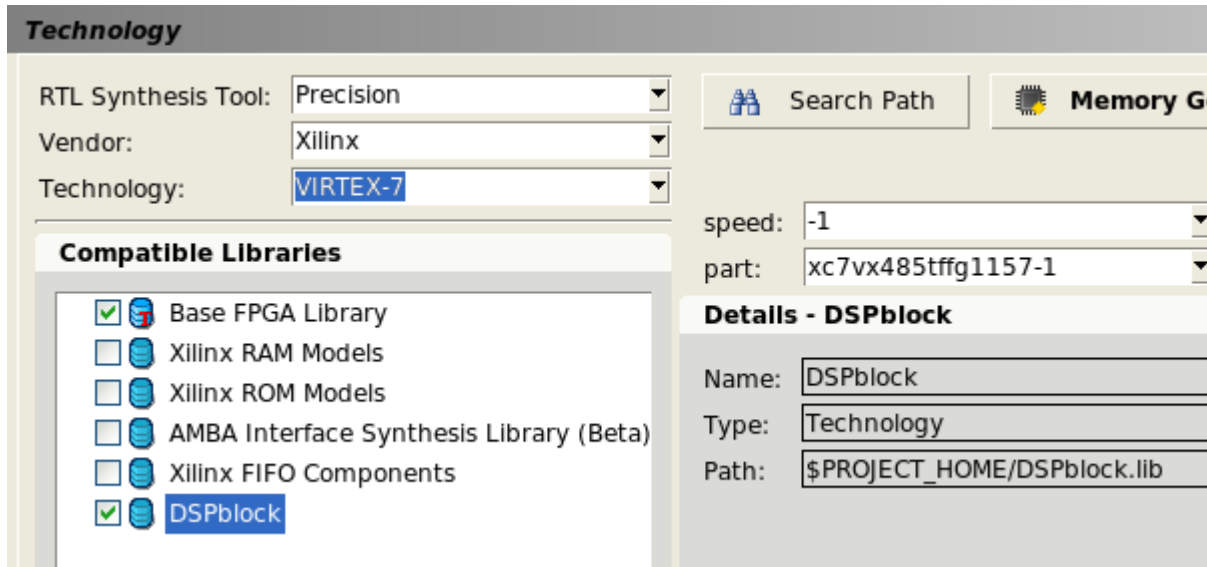 Technology
RTL Synthesis Tool: Precision
Vendor: Xilinx
Technology: VIRTEX-7
Search Path
Memory G
speed: -1
part: xc7vx485tffg1157-1
Compatible Libraries
Base FPGA Library
Xilinx RAM Models
Xilinx ROM Models
AMBA Interface Synthesis Library (Beta)
Xilinx FIFO Components
DSPblock
Details - DSPblock
Name: DSPblock
Type: Technology
Path: $PROJECT_HOME/DSPblock.lib